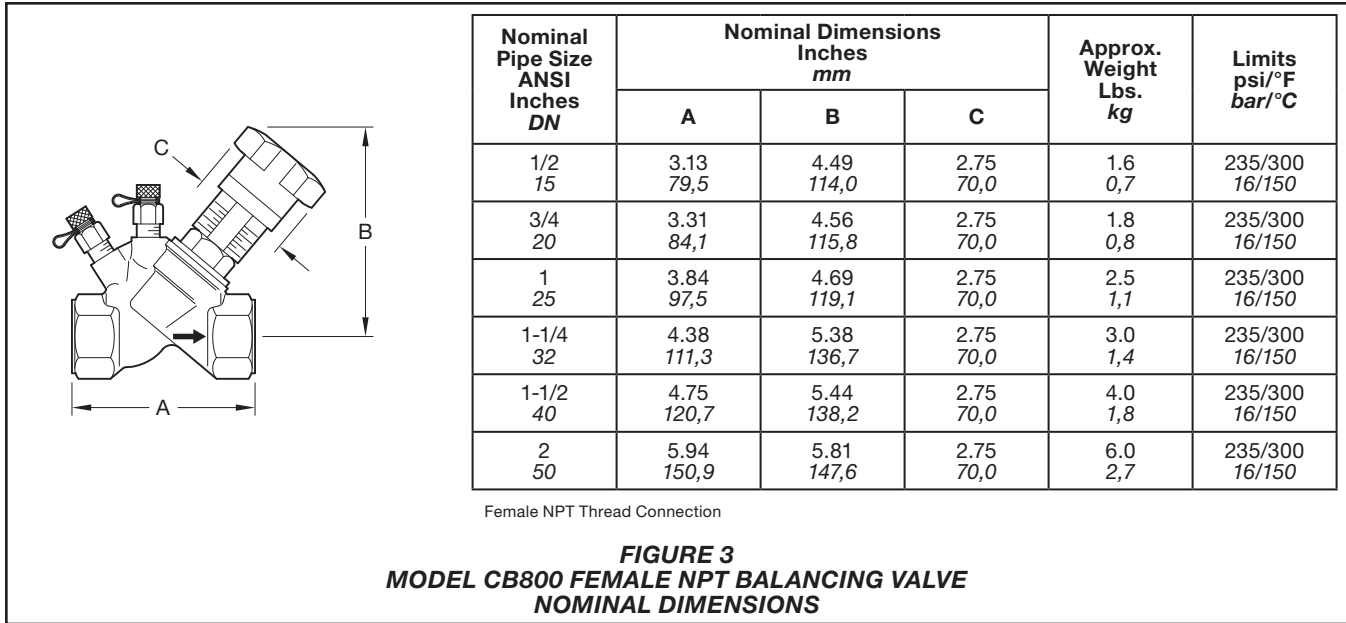 C
B
A
Nominal
Pipe Size
ANSI
Inches
DN
Nominal Dimensions
Inches
mm
Approx.
Weight
Lbs.
kg
Limits
psi/°F
bar/°C
A B C
1/2 3.13 4.49 2.75 1.6 235/300
15 79,5 114,0 70,0 0,7 16/150
3/4 3.31 4.56 2.75 1.8 235/300
20 84,1 115,8 70,0 0,8 16/150
1 3.84 4.69 2.75 2.5 235/300
25 97,5 119,1 70,0 1,1 16/150
1-1/4 4.38 5.38 2.75 3.0 235/300
32 111,3 136,7 70,0 1,4 16/150
1-1/2 4.75 5.44 2.75 4.0 235/300
40 120,7 138,2 70,0 1,8 16/150
2 5.94 5.81 2.75 6.0 235/300
50 150,9 147,6 70,0 2,7 16/150
Female NPT Thread Connection
FIGURE 3
MODEL CB800 FEMALE NPT BALANCING VALVE
NOMINAL DIMENSIONS